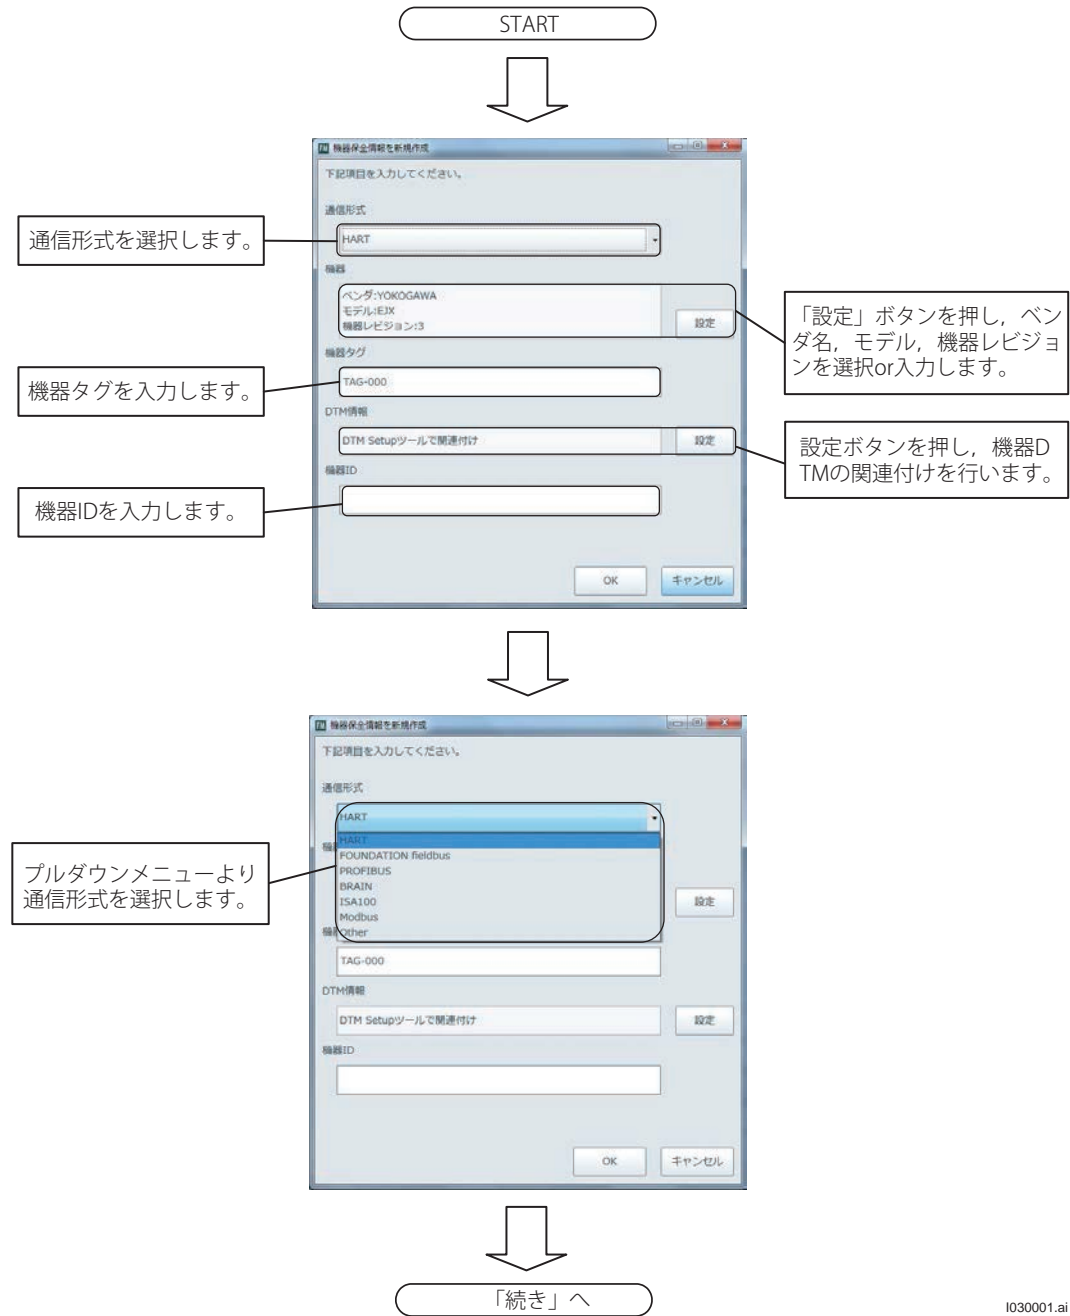 START
機器保全情報を新規作成
下記項目を入力してください。
通信形式
通信形式を選択します。
HART
機器
ベンダ:YOKOGAWA
モデル:EJX
機器レビジョン:3
設定
「設定」ボタンを押し，ベン
ダ名，モデル，機器レビジョ
ンを選択or入力します。
機器タグ
機器タグを入力します。
TAG-000
DTM情報
DTM Setupツールで関連付け
設定
設定ボタンを押し，機器D
TMの関連付けを行います。
機器ID
機器IDを入力します。
OK
キャンセル
機器保全情報を新規作成
下記項目を入力してください。
通信形式
HART
HART
FOUNDATION fieldbus
PROFIBUS
BRAIN
ISA100
Modbus
Other
プルダウンメニューより
通信形式を選択します。
機
設定
機
TAG-000
DTM情報
DTM Setupツールで関連付け
設定
機器ID
OK
キャンセル
「続き」へ
I030001.ai